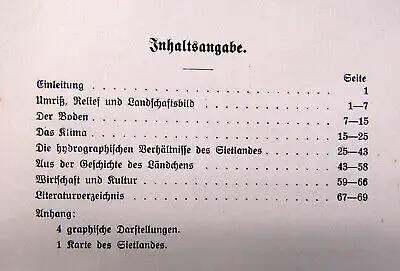 Inhaltsangabe.
Seite
Einleitung . . . . . . . . . . . . . . . . . . 1
Umriß, Relief und Landschaftsbild . . . . . . . . 1—7
Der Boden . . . . . . . . . . . . . . . . . . 7—15
Das Klima . . . . . . . . . . . . . . . . . . 15—25
Die hydrographischen Verhältnisse des Sietlandes . . . . 25—43
Aus der Geschichte des Ländchens . . . . . . . . 43—58
Wirtschaft und Kultur . . . . . . . . . . . . . 59—66
Literaturverzeichnis . . . . . . . . . . . . . . 67—69
Anhang:
4 graphische Darstellungen.
1 Karte des Sietlandes.